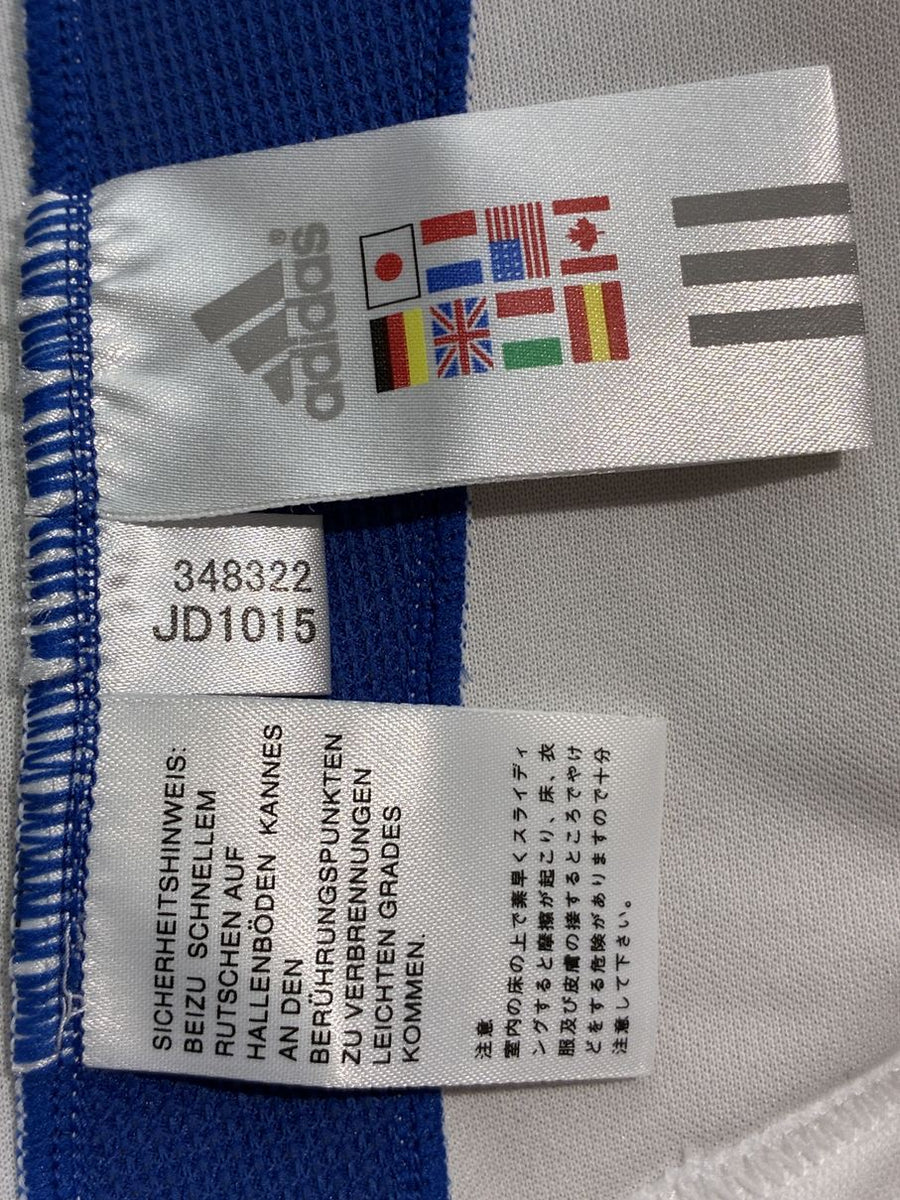 adidas®
348322
JD1015
SICHERHEITSHINWEIS:
BEIZU SCHNELLEM
RUTSCHEN AUF
HALLENBÖDEN KANNES
AN DEN
BERÜHRUNGSPUNKTEN
ZU VERBRENNUNGEN
LEICHTEN GRADES
KOMMEN.
注意
室内の床の上で素早くスライディ
ングすると摩擦が起こり、床、衣
服及び皮膚の接するところでやけ
どをする危険がありますので十分
注意して下さい。